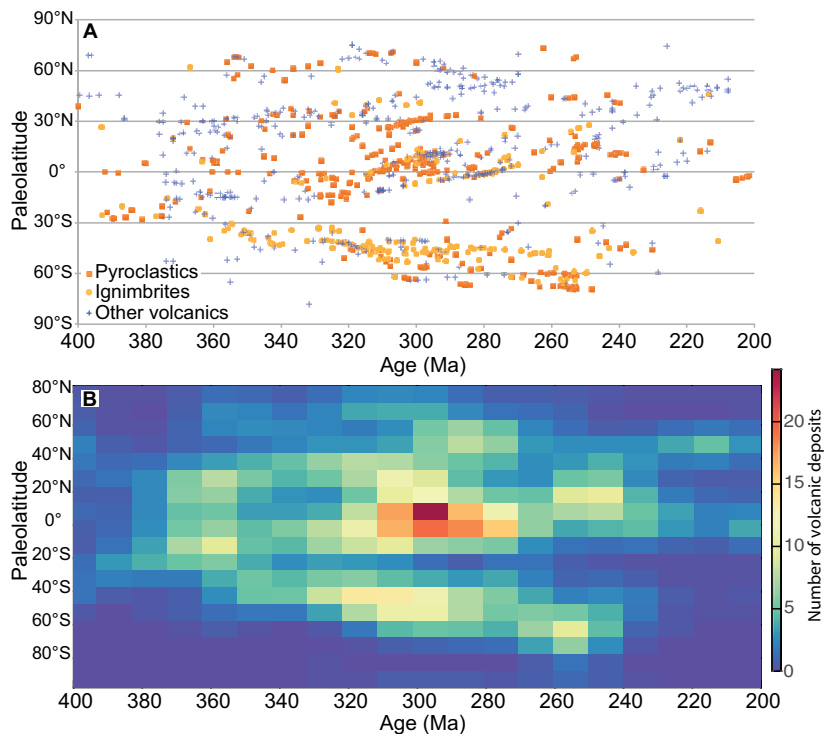 A
90°N
60°N
30°N
0°
30°S
60°S
90°S
Paleolatitude
Pyroclastics
Ignimbrites
Other volcanics
400 380 360 340 320 300 280 260 240 220 200
Age (Ma)
B
80°N
60°N
40°N
20°N
0°
20°S
40°S
60°S
80°S
Paleolatitude
400 380 360 340 320 300 280 260 240 220 200
Age (Ma)
20
15
10
5
0
Number of volcanic deposits